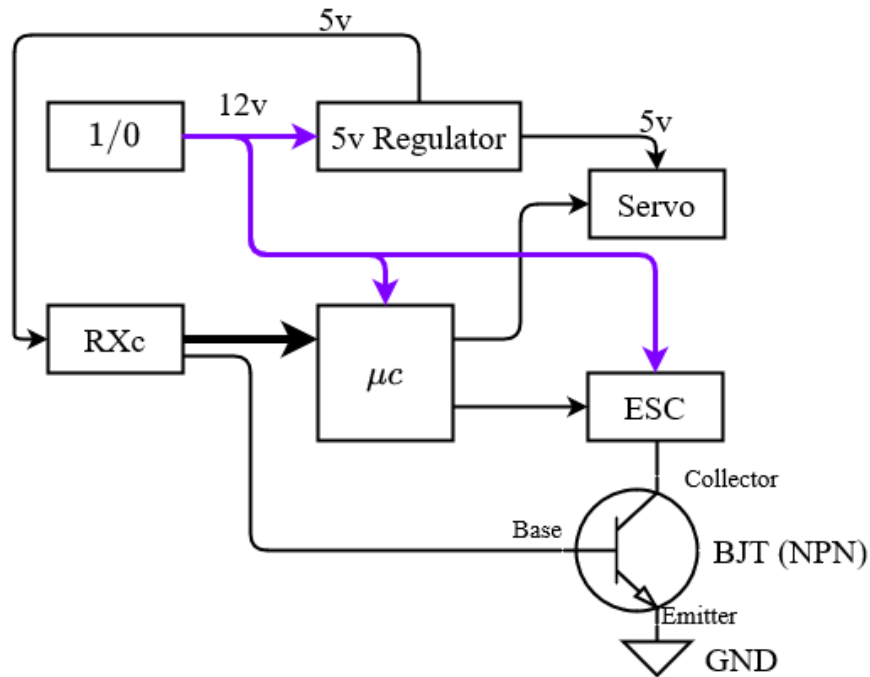 5v
12v
1/0
5v Regulator
5v
Servo
RXc
μc
ESC
Collector
Base
BJT (NPN)
Emitter
GND